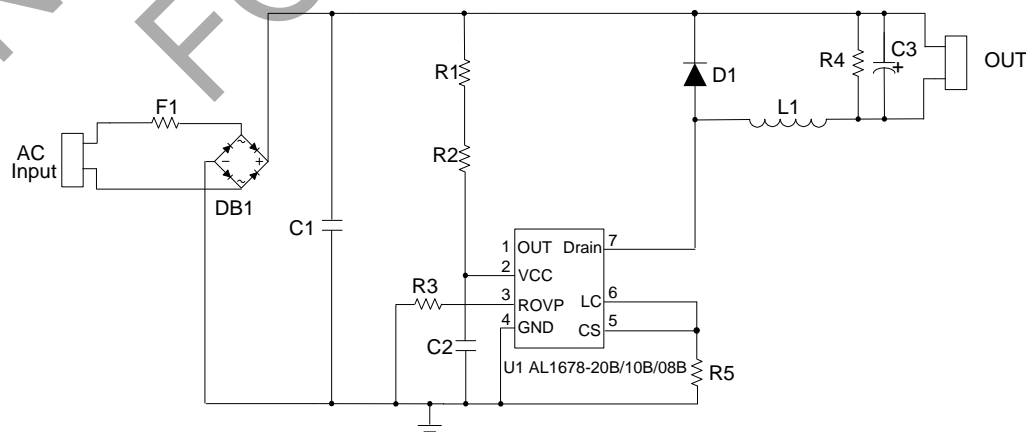 R1
R4
C3
OUT
D1
F1
L1
AC
Input
R2
DB1
C1
1 OUT Drain 7
2 VCC
R3
3 ROVP LC 6
4 GND CS 5
C2
U1 AL1678-20B/10B/08B
R5